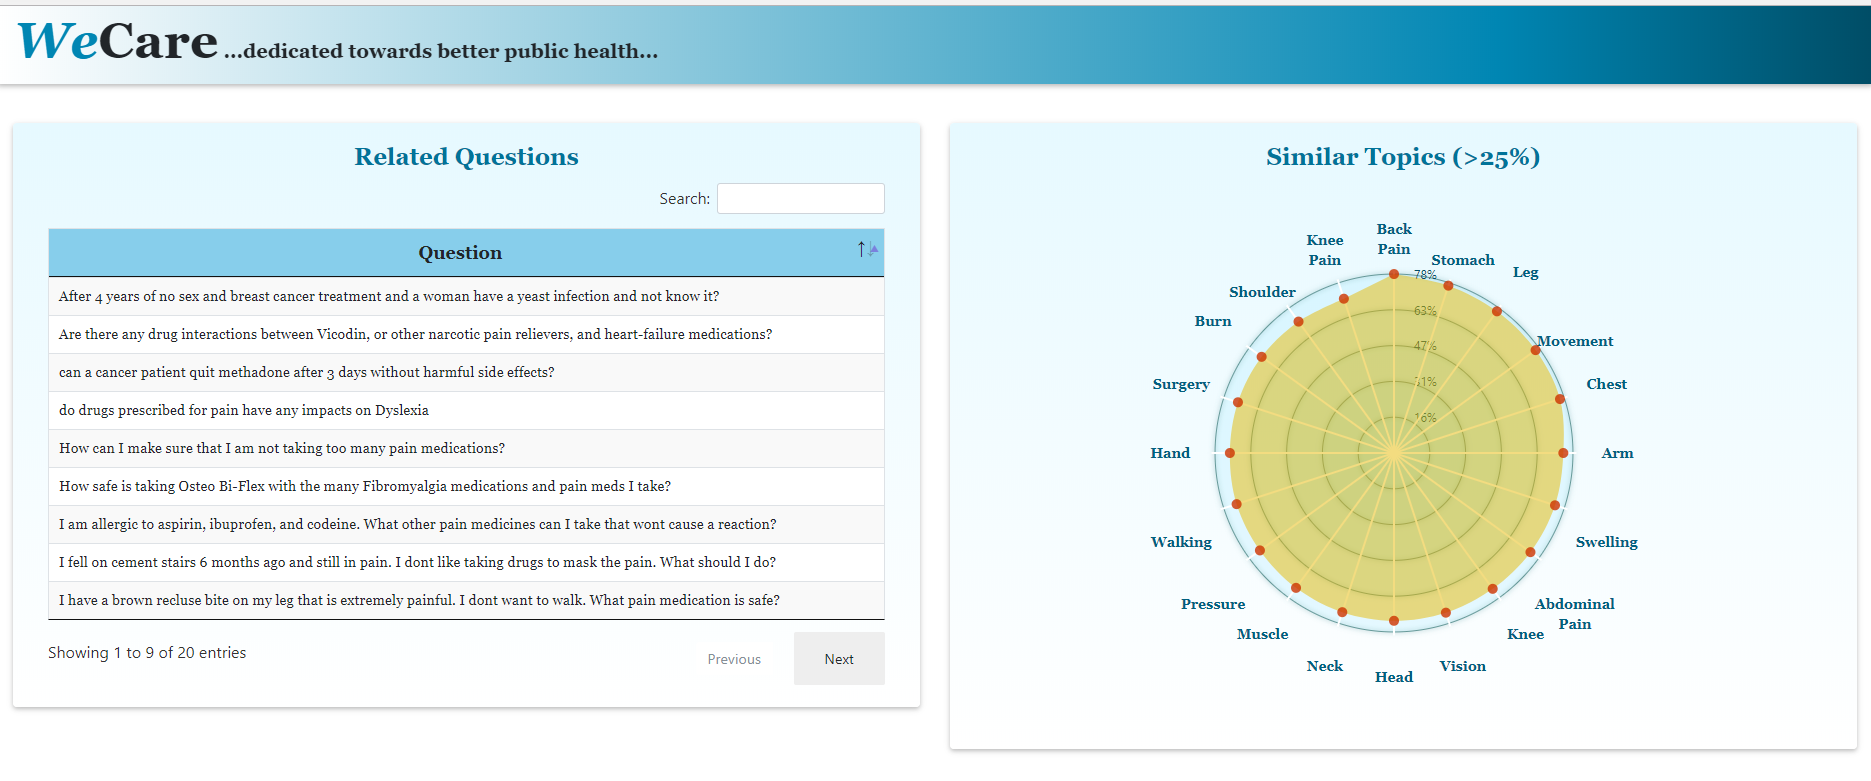 WeCare ...dedicated towards better public health...
Related Questions
Search:
Question
After 4 years of no sex and breast cancer treatment and a woman have a yeast infection and not know it?
Are there any drug interactions between Vicodin, or other narcotic pain relievers, and heart-failure medications?
can a cancer patient quit methadone after 3 days without harmful side effects?
do drugs prescribed for pain have any impacts on Dyslexia
How can I make sure that I am not taking too many pain medications?
How safe is taking Osteo Bi-Flex with the many Fibromyalgia medications and pain meds I take?
I am allergic to aspirin, ibuprofen, and codeine. What other pain medicines can I take that wont cause a reaction?
I fell on cement stairs 6 months ago and still in pain. I dont like taking drugs to mask the pain. What should I do?
I have a brown recluse bite on my leg that is extremely painful. I dont want to walk. What pain medication is safe?
Showing 1 to 9 of 20 entries
Previous
Next
Similar Topics (>25%)
Back
Pain
Stomach
Leg
Movement
Chest
Arm
Swelling
Abdominal
Pain
Knee
Vision
Head
Neck
Muscle
Pressure
Walking
Hand
Surgery
Burn
Shoulder
Knee
Pain
78%
63%
47%
31%
16%